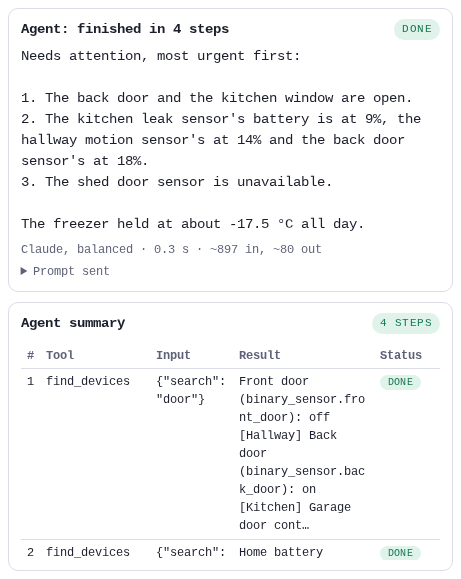 Agent: finished in 4 steps
DONE
Needs attention, most urgent first:
1. The back door and the kitchen window are open.
2. The kitchen leak sensor's battery is at 9%, the
hallway motion sensor's at 14% and the back door
sensor's at 18%.
3. The shed door sensor is unavailable.
The freezer held at about -17.5 °C all day.
Claude, balanced · 0.3 s · ~897 in, ~80 out
▶ Prompt sent
Agent summary
4 STEPS
# Tool Input Result Status
1 find_devices {"search": Front door DONE
"door"} (binary_sensor.fro
nt_door): off
[Hallway] Back
door
(binary_sensor.bac
k_door): on
[Kitchen] Garage
door cont…
2 find_devices {"search": Home battery DONE